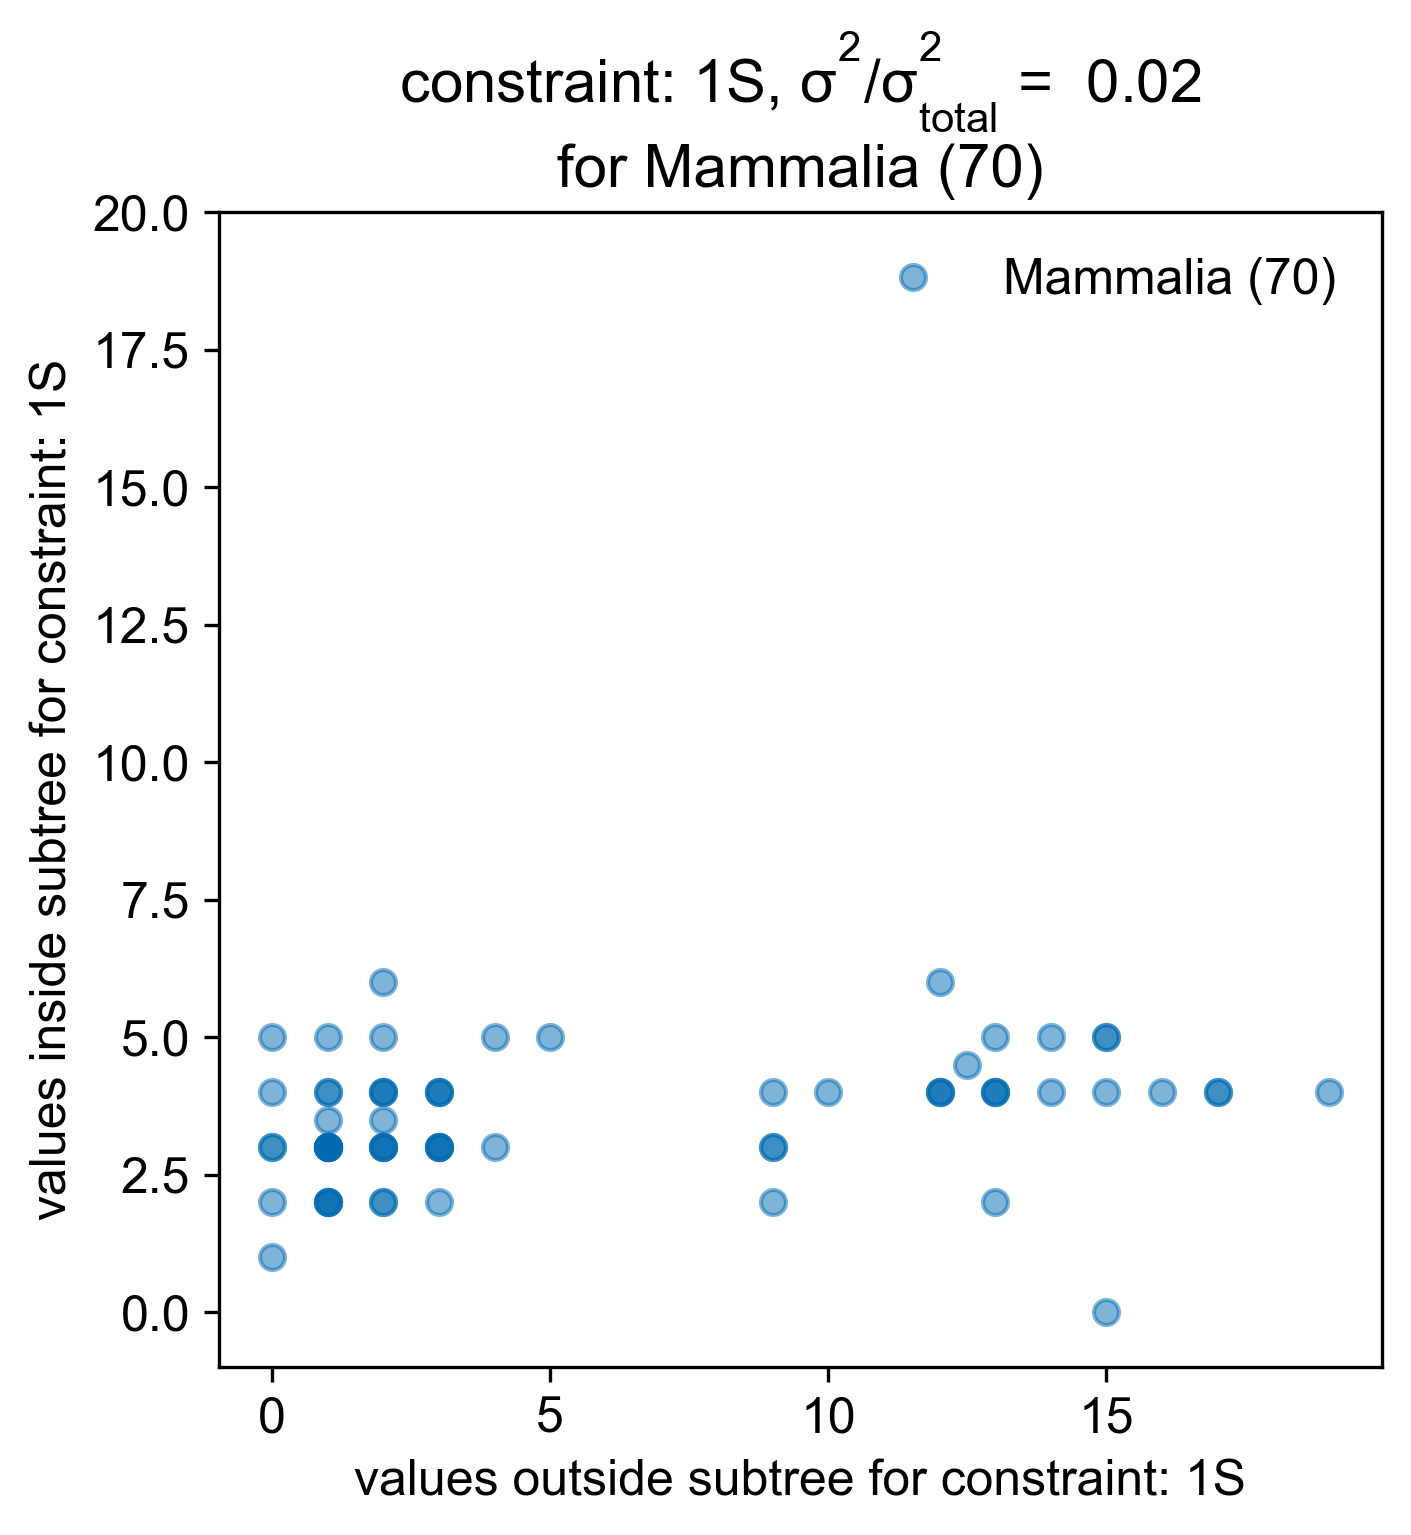 constraint: 1S, σ²/σ²total = 0.02
for Mammalia (70)
Mammalia (70)
values inside subtree for constraint: 1S
20.0
17.5
15.0
12.5
10.0
7.5
5.0
2.5
0.0
0 5 10 15
values outside subtree for constraint: 1S